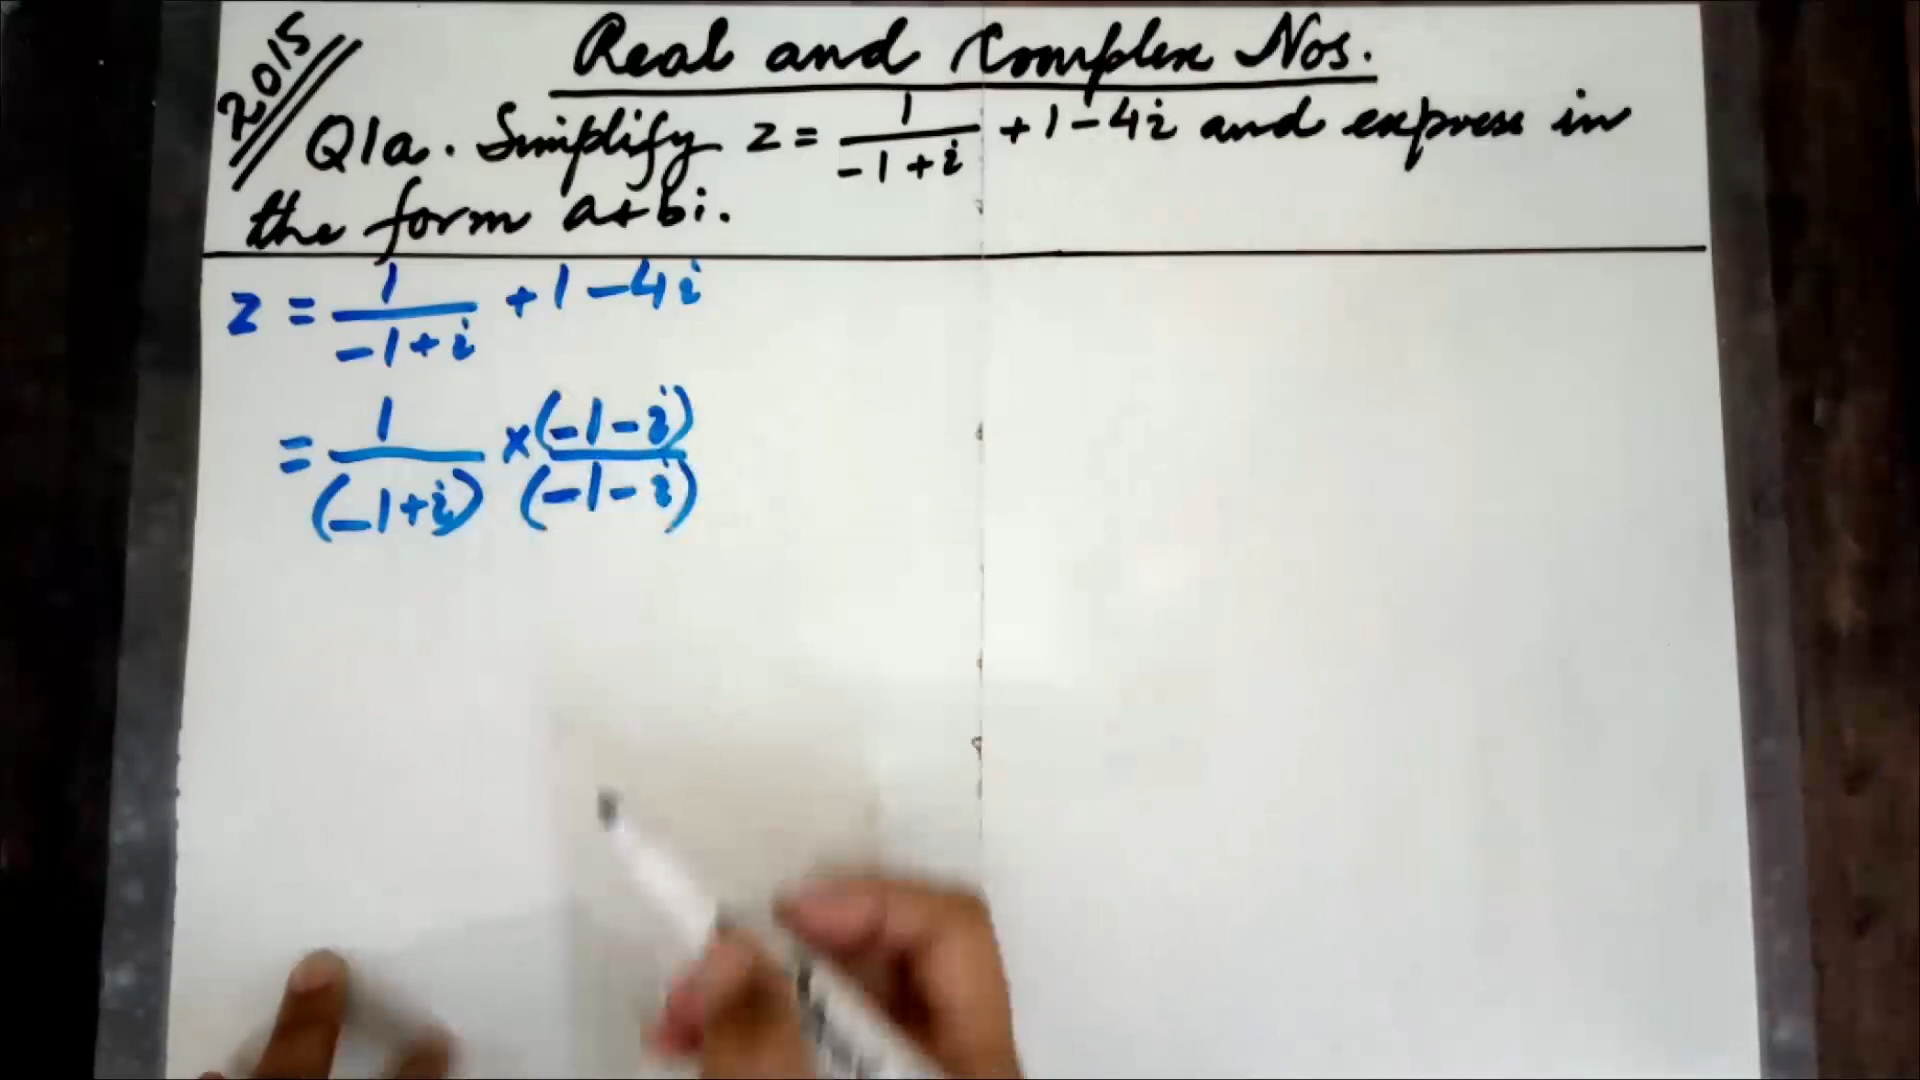 2015
Real and Complex Nos.
Q1a. Simplify z = 1/(-1+i) + 1-4i and express in
the form a+bi.
z = 1/(-1+i) + 1-4i
= 1/(-1+i) × (-1-i)/(-1-i)